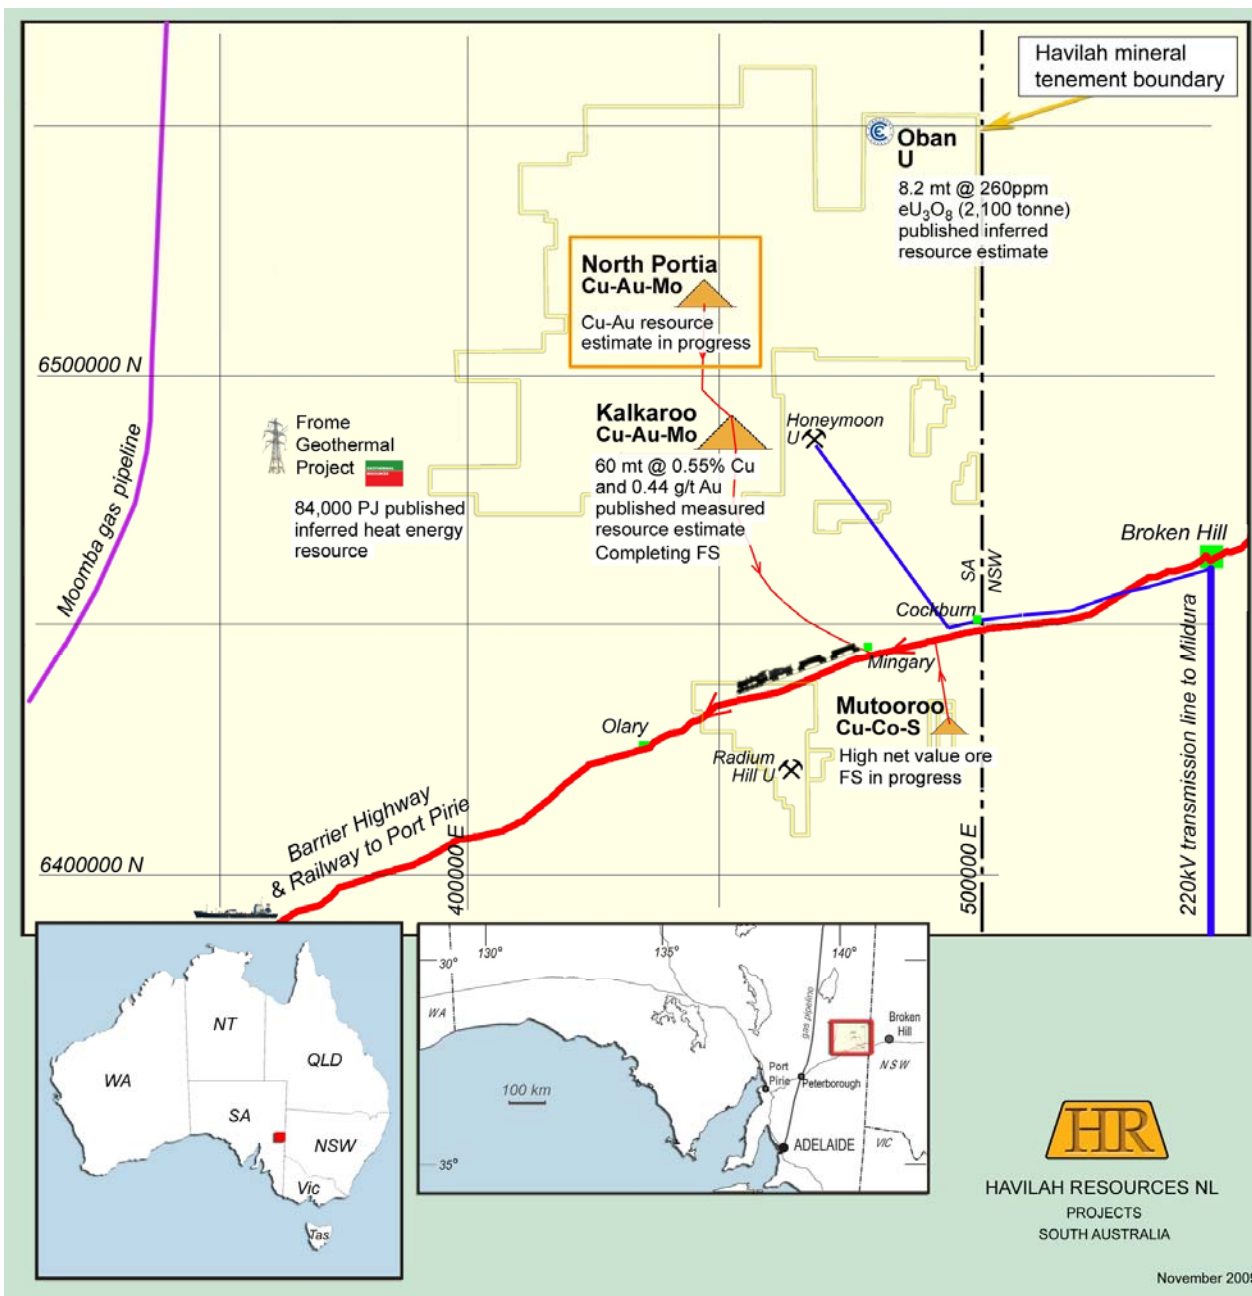 Havilah mineral
tenement boundary
Oban
U
8.2 mt @ 260ppm
eU3O8 (2,100 tonne)
published inferred
resource estimate
North Portia
Cu-Au-Mo
Cu-Au resource
estimate in progress
6500000 N
Moomba gas pipeline
Frome
Geothermal
Project
84,000 PJ published
inferred heat energy
resource
Kalkaroo
Cu-Au-Mo
60 mt @ 0.55% Cu
and 0.44 g/t Au
published measured
resource estimate
Completing FS
Honeymoon
U
Broken Hill
SA
NSW
Cockburn
Mingary
Mutooroo
Cu-Co-S
High net value ore
FS in progress
Olary
Radium
Hill U
Barrier Highway
& Railway to Port Pirie
6400000 N
400000 E
500000 E
220kV transmission line to Mildura
WA
NT
QLD
SA
NSW
Vic
Tas
130°
135°
140°
30°
WA
gas pipeline
Broken
Hill
NSW
Port
Pirie
Peterborough
100 km
ADELAIDE
VIC
35°
HR
HAVILAH RESOURCES NL
PROJECTS
SOUTH AUSTRALIA
November 2009